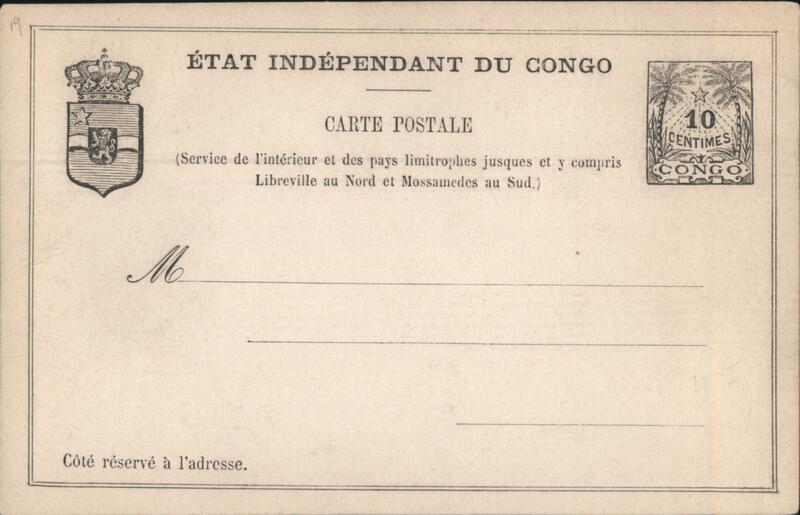 19
ÉTAT INDÉPENDANT DU CONGO
CARTE POSTALE
(Service de l'intérieur et des pays limitrophes jusques et y compris
Libreville au Nord et Mossamedes au Sud.)
10
CENTIMES
CONGO
M
Côté réservé à l'adresse.